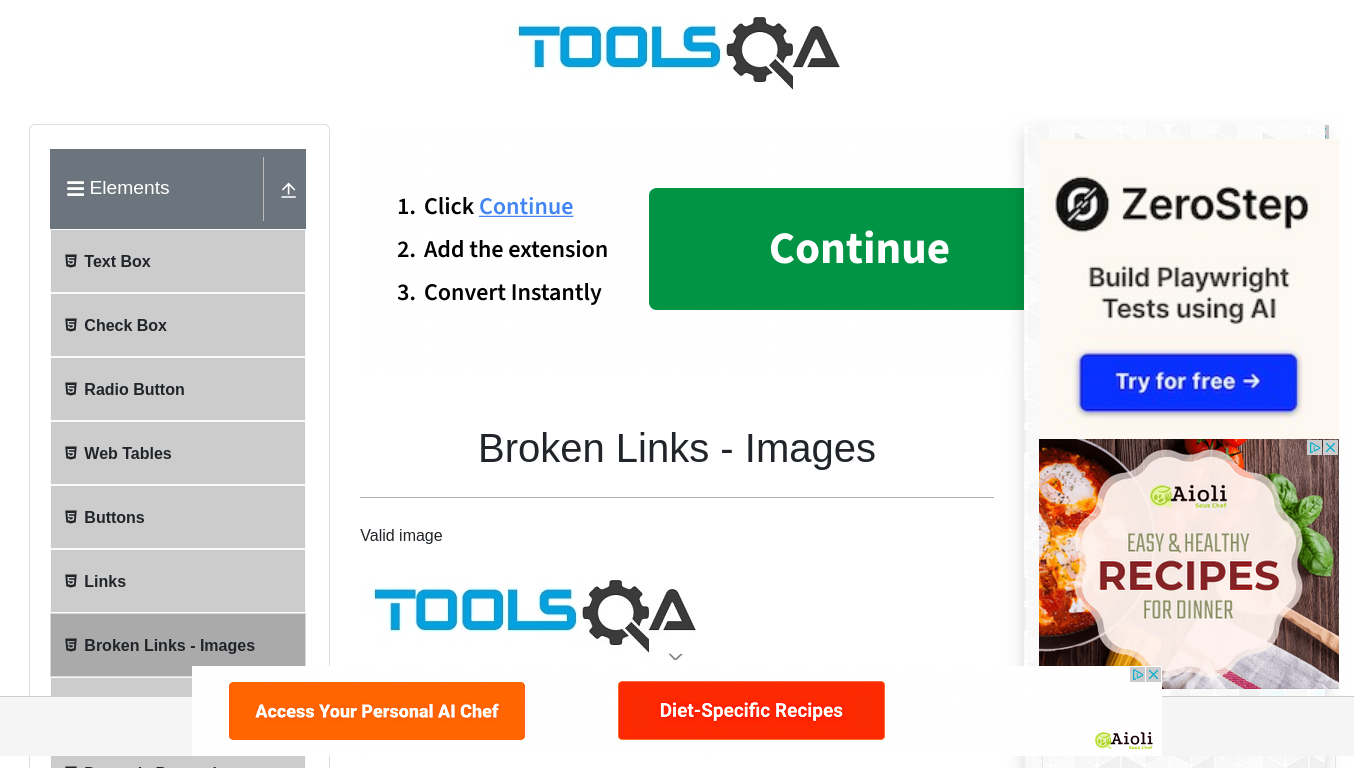 TOOLSQA
Elements
Text Box
Check Box
Radio Button
Web Tables
Buttons
Links
Broken Links - Images
1. Click Continue
2. Add the extension
3. Convert Instantly
Continue
Broken Links - Images
Valid image
TOOLSQA
ZeroStep
Build Playwright
Tests using AI
Try for free →
Aioli
Sous Chef
EASY & HEALTHY
RECIPES
FOR DINNER
Access Your Personal AI Chef
Diet-Specific Recipes
Aioli
Sous Chef